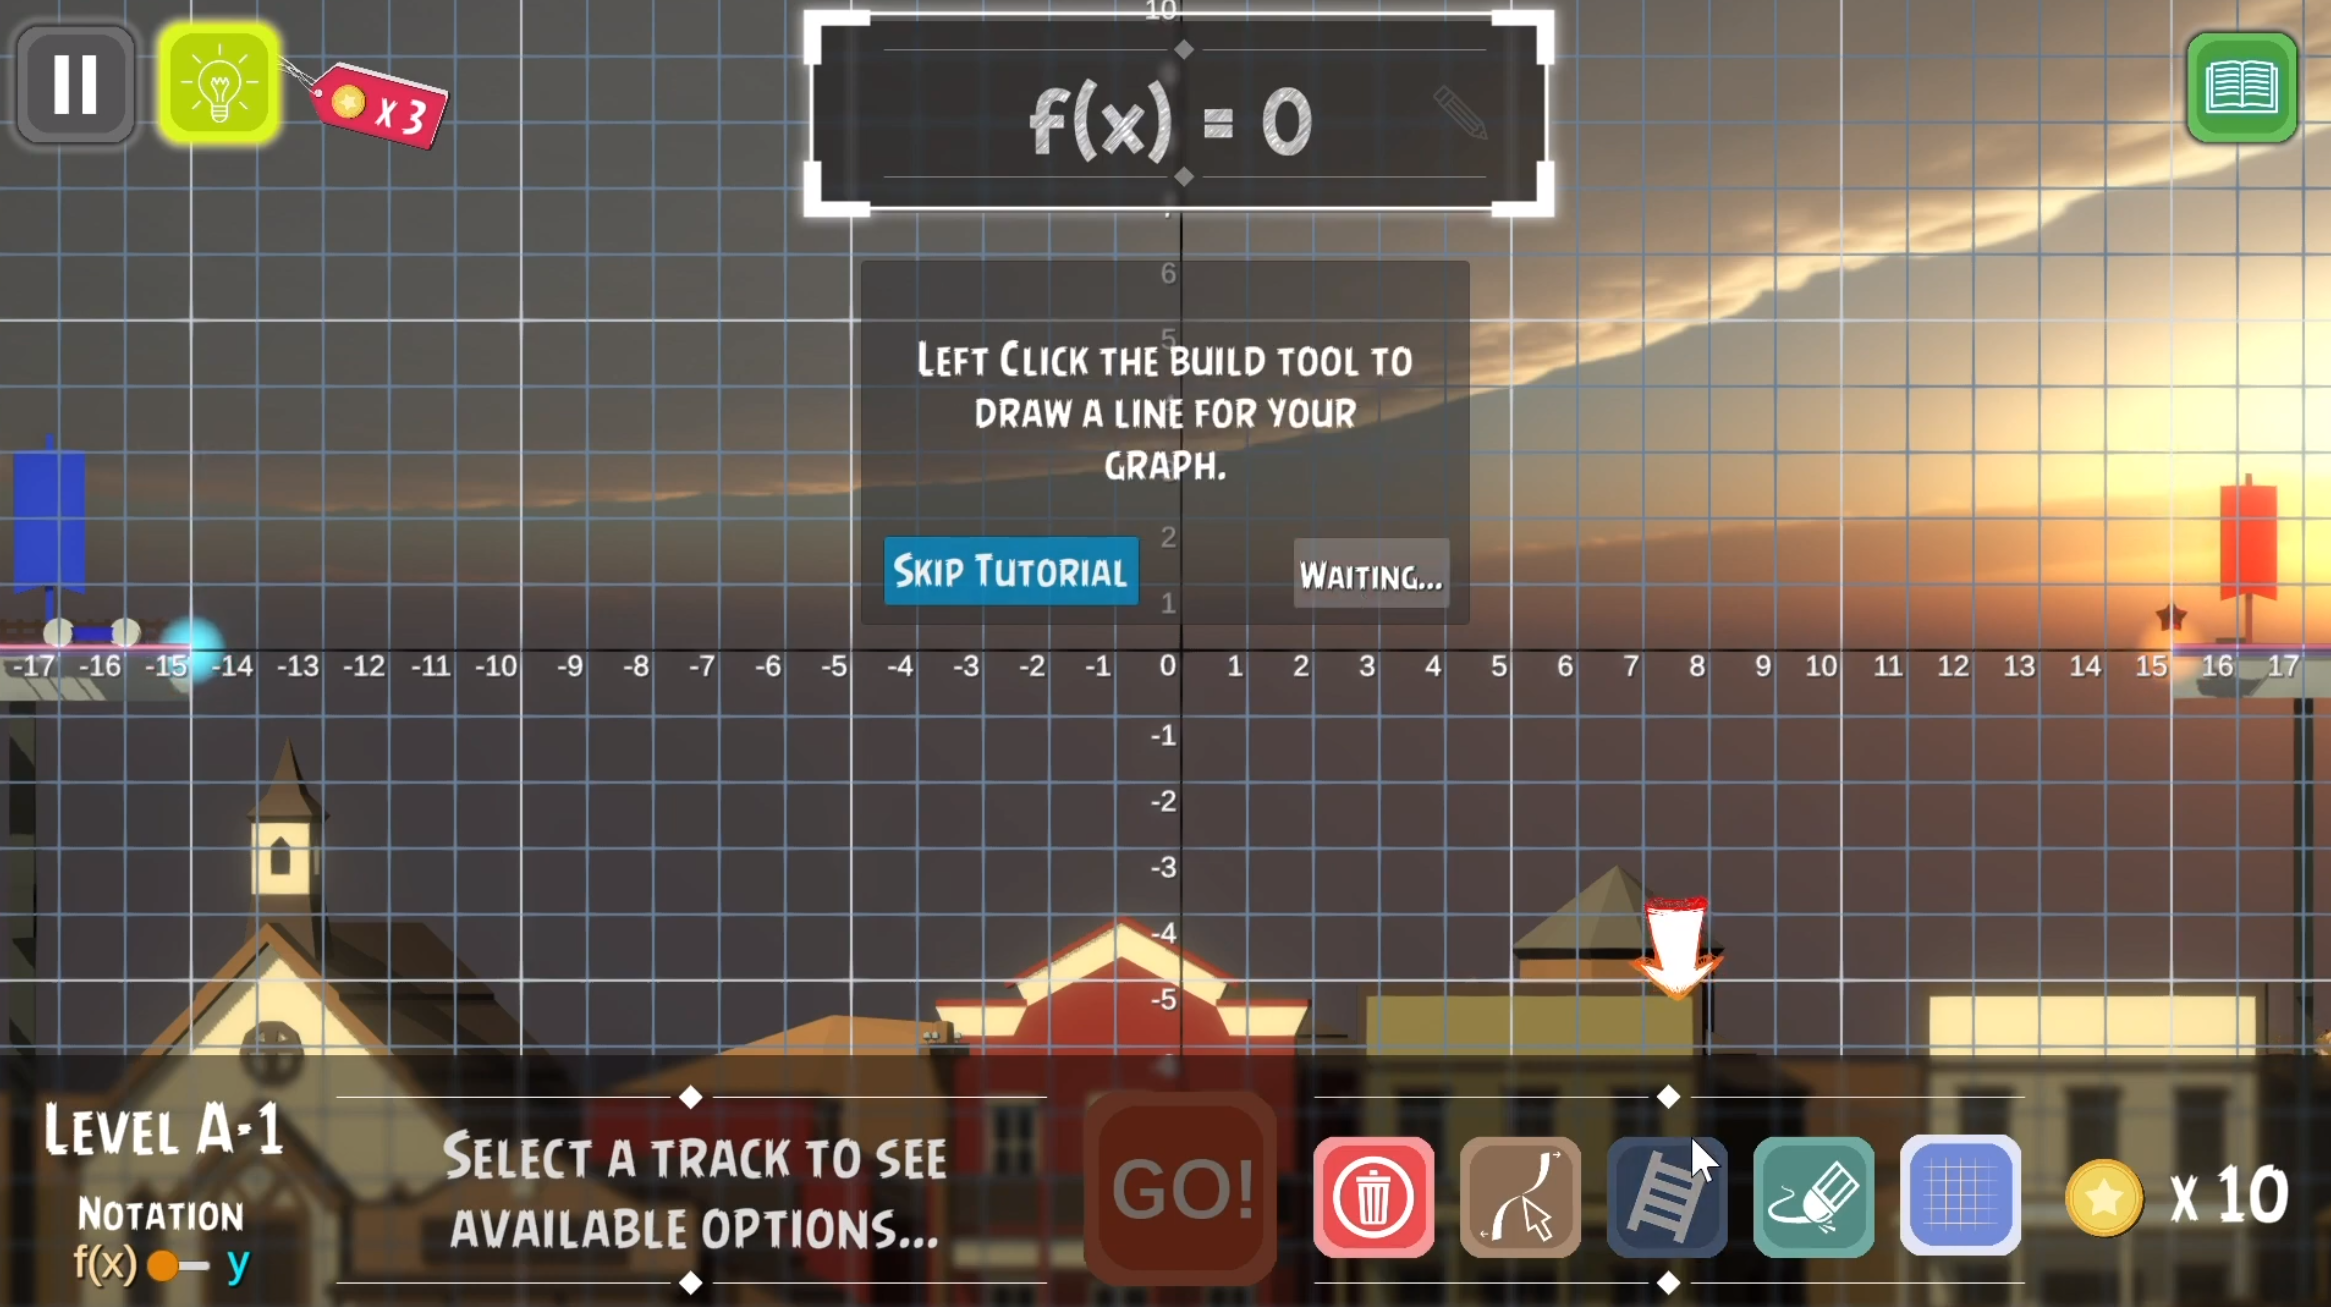 10
x 3
f(x) = 0
6
5
Left Click the build tool to
draw a line for your
graph.
2
Skip Tutorial
Waiting...
1
-17 -16 -15 -14 -13 -12 -11 -10 -9 -8 -7 -6 -5 -4 -3 -2 -1 0 1 2 3 4 5 6 7 8 9 10 11 12 13 14 15 16 17
-1
-2
-3
-4
-5
Level A-1
Select a track to see
available options...
GO!
x 10
Notation
f(x) y